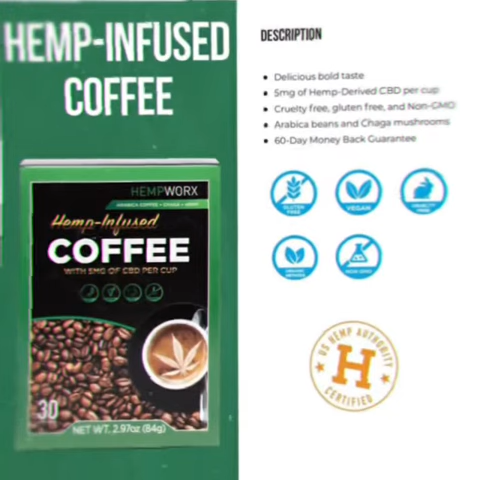 HEMP-INFUSED
COFFEE
HEMPWORX
ARABICA COFFEE • CHAGA • HEMP
Hemp-Infused
COFFEE
WITH 5MG OF CBD PER CUP
30
NET WT. 2.97oz (84g)
DESCRIPTION
• Delicious bold taste
• 5mg of Hemp-Derived CBD per cup
• Cruelty free, gluten free, and Non-GMO
• Arabica beans and Chaga mushrooms
• 60-Day Money Back Guarantee
GLUTEN FREE
VEGAN
CRUELTY FREE
NON GMO
US HEMP AUTHORITY
H
CERTIFIED